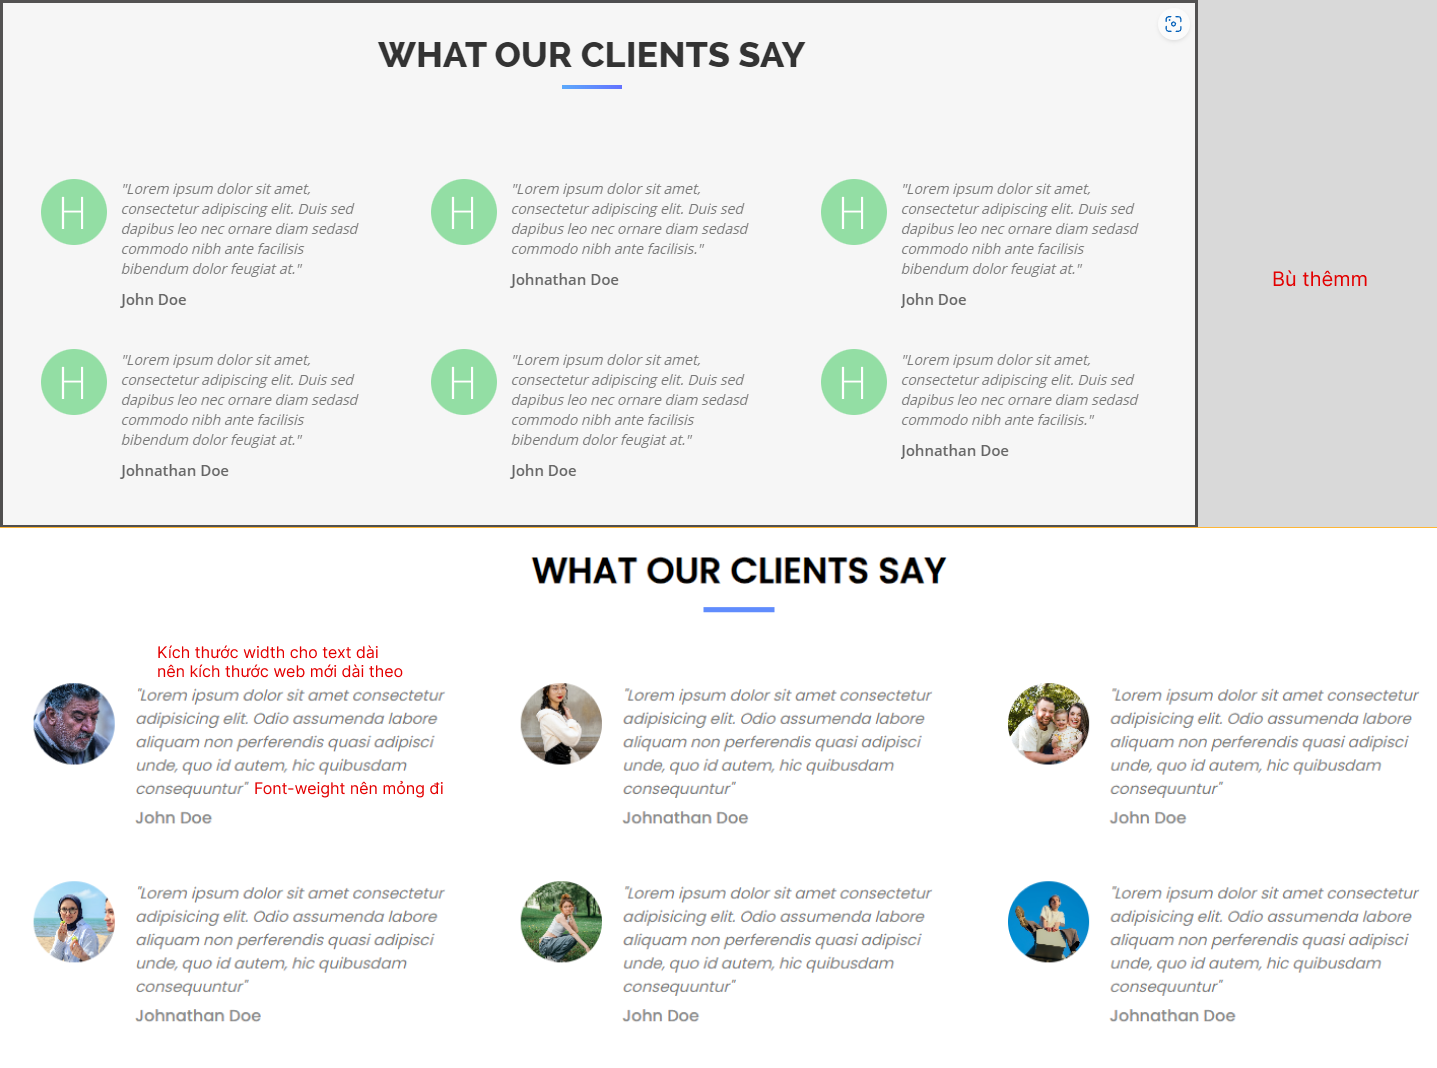 WHAT OUR CLIENTS SAY
H
"Lorem ipsum dolor sit amet,
consectetur adipiscing elit. Duis sed
dapibus leo nec ornare diam sedasd
commodo nibh ante facilisis
bibendum dolor feugiat at."
John Doe
H
"Lorem ipsum dolor sit amet,
consectetur adipiscing elit. Duis sed
dapibus leo nec ornare diam sedasd
commodo nibh ante facilisis."
Johnathan Doe
H
"Lorem ipsum dolor sit amet,
consectetur adipiscing elit. Duis sed
dapibus leo nec ornare diam sedasd
commodo nibh ante facilisis
bibendum dolor feugiat at."
John Doe
Bù thêmm
H
"Lorem ipsum dolor sit amet,
consectetur adipiscing elit. Duis sed
dapibus leo nec ornare diam sedasd
commodo nibh ante facilisis
bibendum dolor feugiat at."
Johnathan Doe
H
"Lorem ipsum dolor sit amet,
consectetur adipiscing elit. Duis sed
dapibus leo nec ornare diam sedasd
commodo nibh ante facilisis
bibendum dolor feugiat at."
John Doe
H
"Lorem ipsum dolor sit amet,
consectetur adipiscing elit. Duis sed
dapibus leo nec ornare diam sedasd
commodo nibh ante facilisis."
Johnathan Doe
WHAT OUR CLIENTS SAY
Kích thước width cho text dài
nên kích thước web mới dài theo
"Lorem ipsum dolor sit amet consectetur
adipisicing elit. Odio assumenda labore
aliquam non perferendis quasi adipisci
unde, quo id autem, hic quibusdam
consequuntur" Font-weight nên mỏng đi
John Doe
"Lorem ipsum dolor sit amet consectetur
adipisicing elit. Odio assumenda labore
aliquam non perferendis quasi adipisci
unde, quo id autem, hic quibusdam
consequuntur"
Johnathan Doe
"Lorem ipsum dolor sit amet consectetur
adipisicing elit. Odio assumenda labore
aliquam non perferendis quasi adipisci
unde, quo id autem, hic quibusdam
consequuntur"
John Doe
"Lorem ipsum dolor sit amet consectetur
adipisicing elit. Odio assumenda labore
aliquam non perferendis quasi adipisci
unde, quo id autem, hic quibusdam
consequuntur"
Johnathan Doe
"Lorem ipsum dolor sit amet consectetur
adipisicing elit. Odio assumenda labore
aliquam non perferendis quasi adipisci
unde, quo id autem, hic quibusdam
consequuntur"
John Doe
"Lorem ipsum dolor sit amet consectetur
adipisicing elit. Odio assumenda labore
aliquam non perferendis quasi adipisci
unde, quo id autem, hic quibusdam
consequuntur"
Johnathan Doe